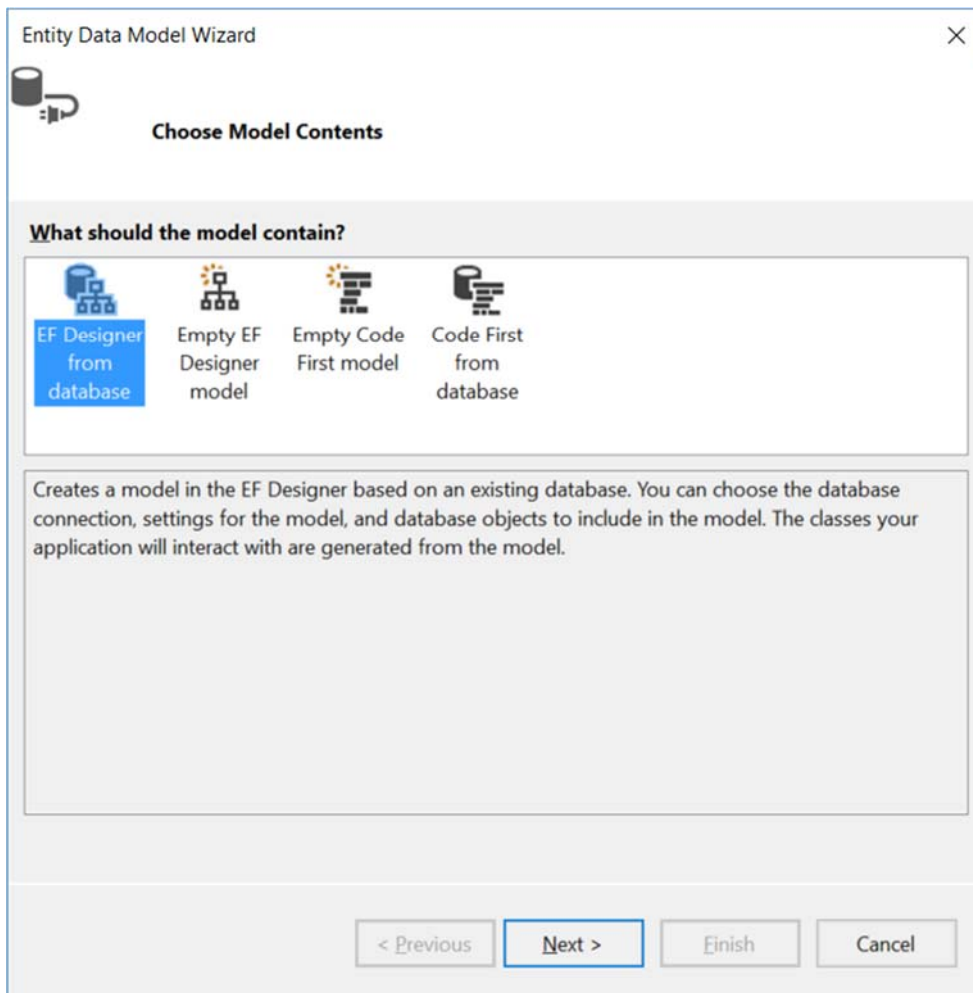 Entity Data Model Wizard
Choose Model Contents
What should the model contain?
EF Designer
from
database
Empty EF
Designer
model
Empty Code
First model
Code First
from
database
Creates a model in the EF Designer based on an existing database. You can choose the database
connection, settings for the model, and database objects to include in the model. The classes your
application will interact with are generated from the model.
< Previous
Next >
Finish
Cancel